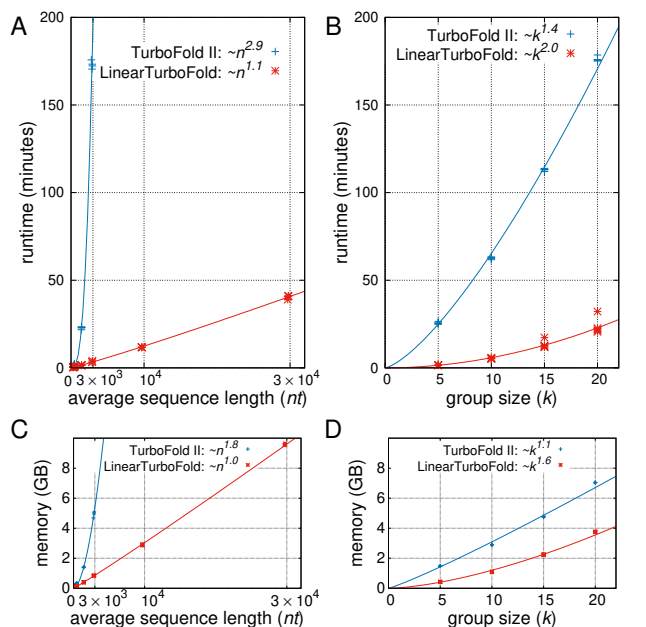 A
TurboFold II: ~n^2.9
LinearTurboFold: ~n^1.1
200
150
100
50
0
runtime (minutes)
0 3 × 10^3 10^4 3 × 10^4
average sequence length (nt)
B
TurboFold II: ~k^1.4
LinearTurboFold: ~k^2.0
200
150
100
50
0
runtime (minutes)
0 5 10 15 20
group size (k)
C
TurboFold II: ~n^1.8
LinearTurboFold: ~n^1.0
8
6
4
2
0
memory (GB)
0 3 × 10^3 10^4 3 × 10^4
average sequence length (nt)
D
TurboFold II: ~k^1.1
LinearTurboFold: ~k^1.6
8
6
4
2
0
memory (GB)
0 5 10 15 20
group size (k)